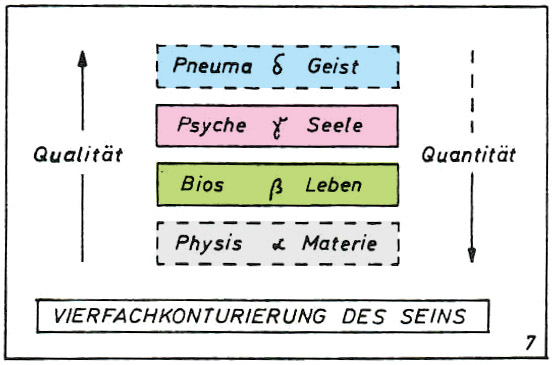 Pneuma δ Geist
Psyche γ Seele
Qualität
Quantität
Bios β Leben
Physis α Materie
VIERFACHKONTURIERUNG DES SEINS
7